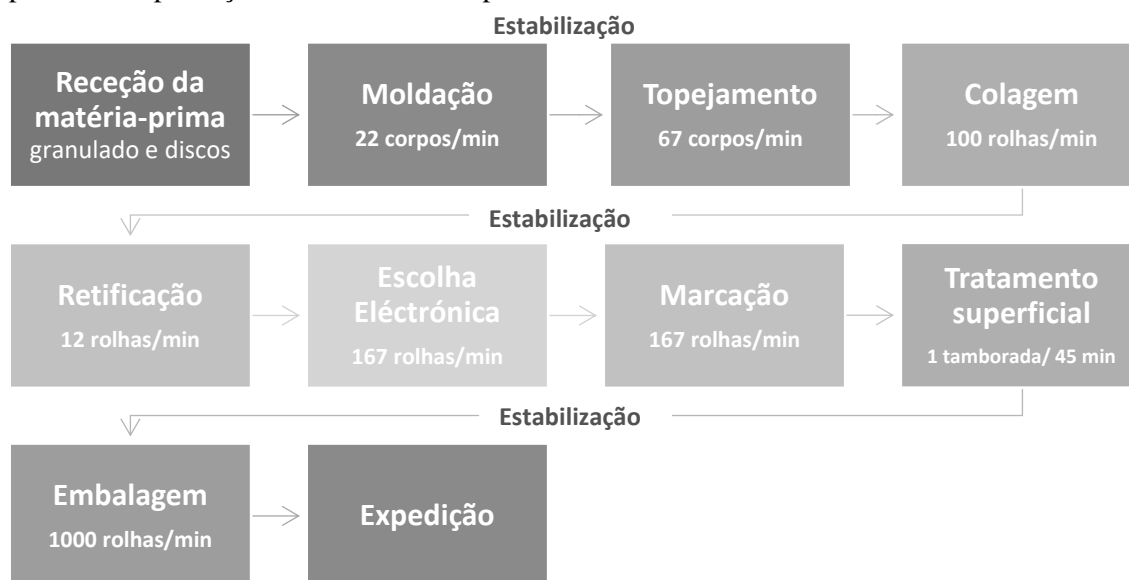 Estabilização
Receção da
matéria-prima
granulado e discos
Moldação
22 corpos/min
Topejamento
67 corpos/min
Colagem
100 rolhas/min
Estabilização
Retificação
12 rolhas/min
Escolha
Eléctrónica
167 rolhas/min
Marcação
167 rolhas/min
Tratamento
superficial
1 tamborada/ 45 min
Estabilização
Embalagem
1000 rolhas/min
Expedição